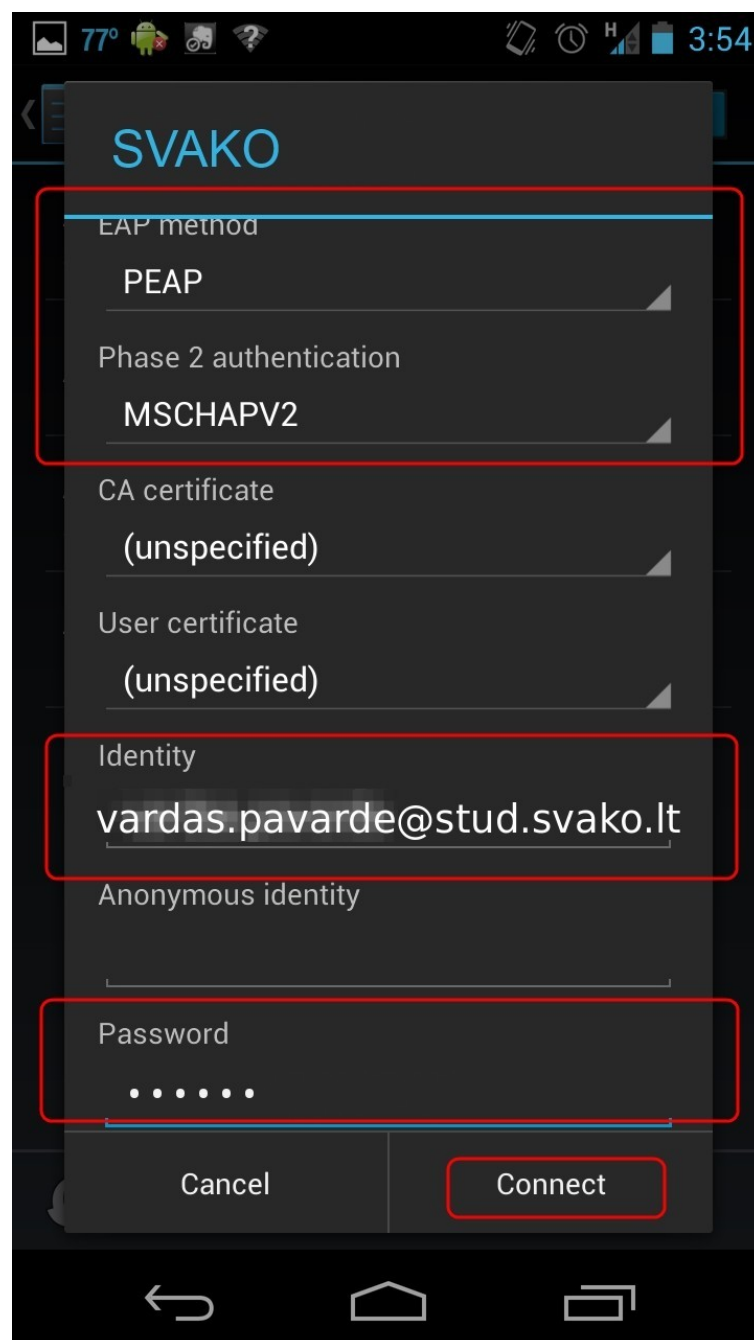 77° H 3:54
SVAKO
EAP method
PEAP
Phase 2 authentication
MSCHAPV2
CA certificate
(unspecified)
User certificate
(unspecified)
Identity
vardas.pavarde@stud.svako.lt
Anonymous identity
Password
••••••
Cancel Connect